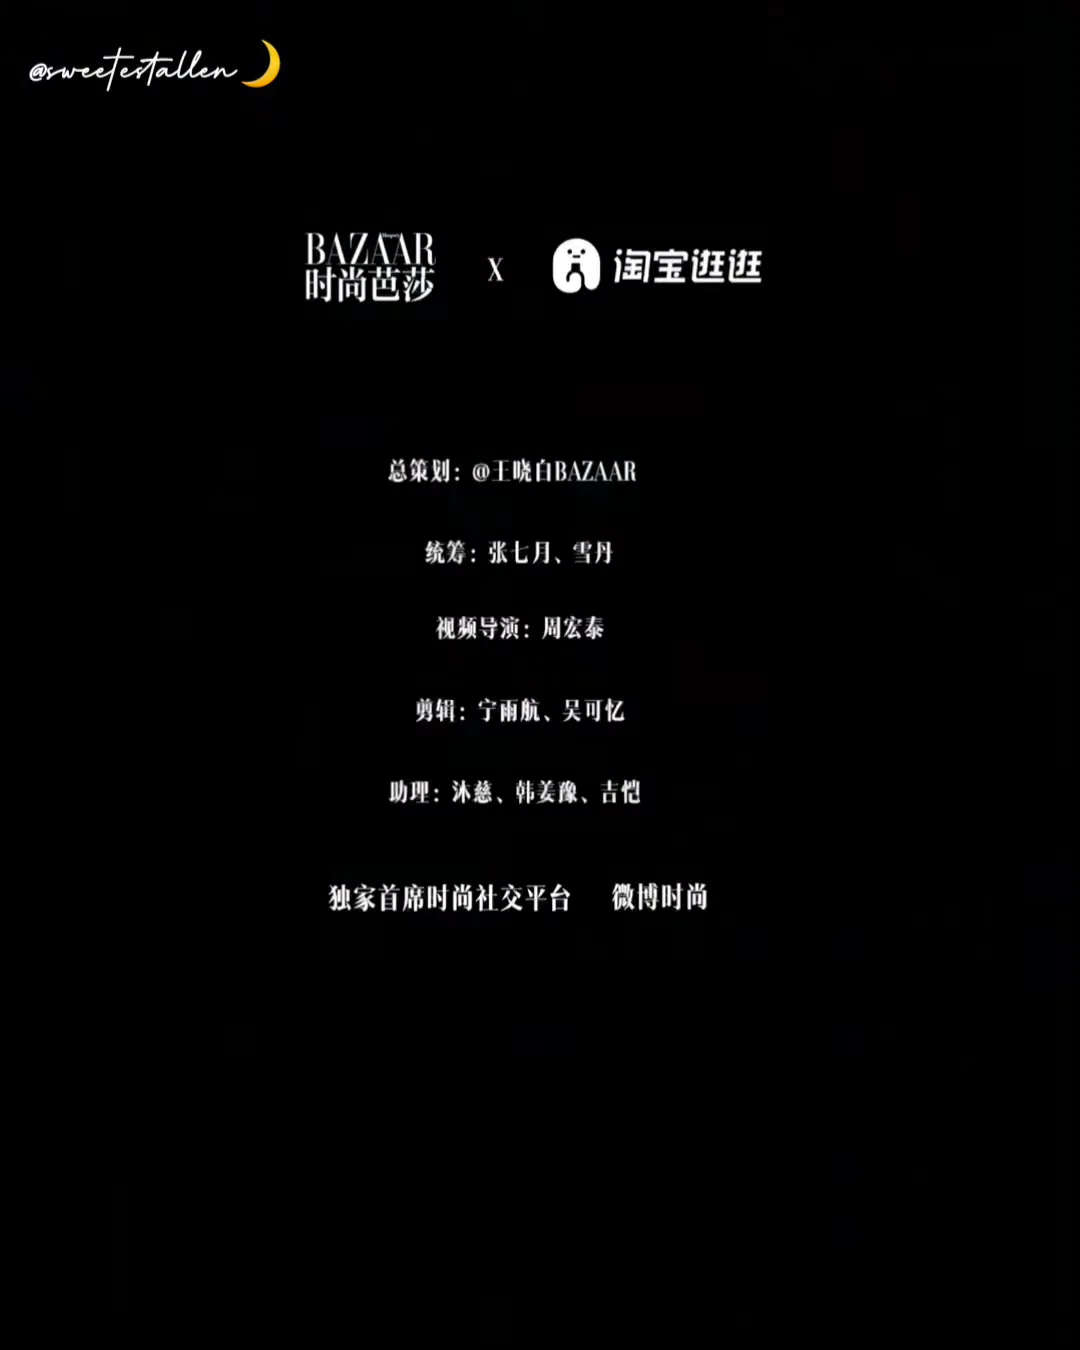 @sweetestallen
BAZAAR
时尚芭莎
X
淘宝逛逛
总策划：@王晓白BAZAAR
统筹：张七月、雪丹
视频导演：周宏泰
剪辑：宁雨航、吴可忆
助理：沐慈、韩姜豫、吉恺
独家首席时尚社交平台 微博时尚